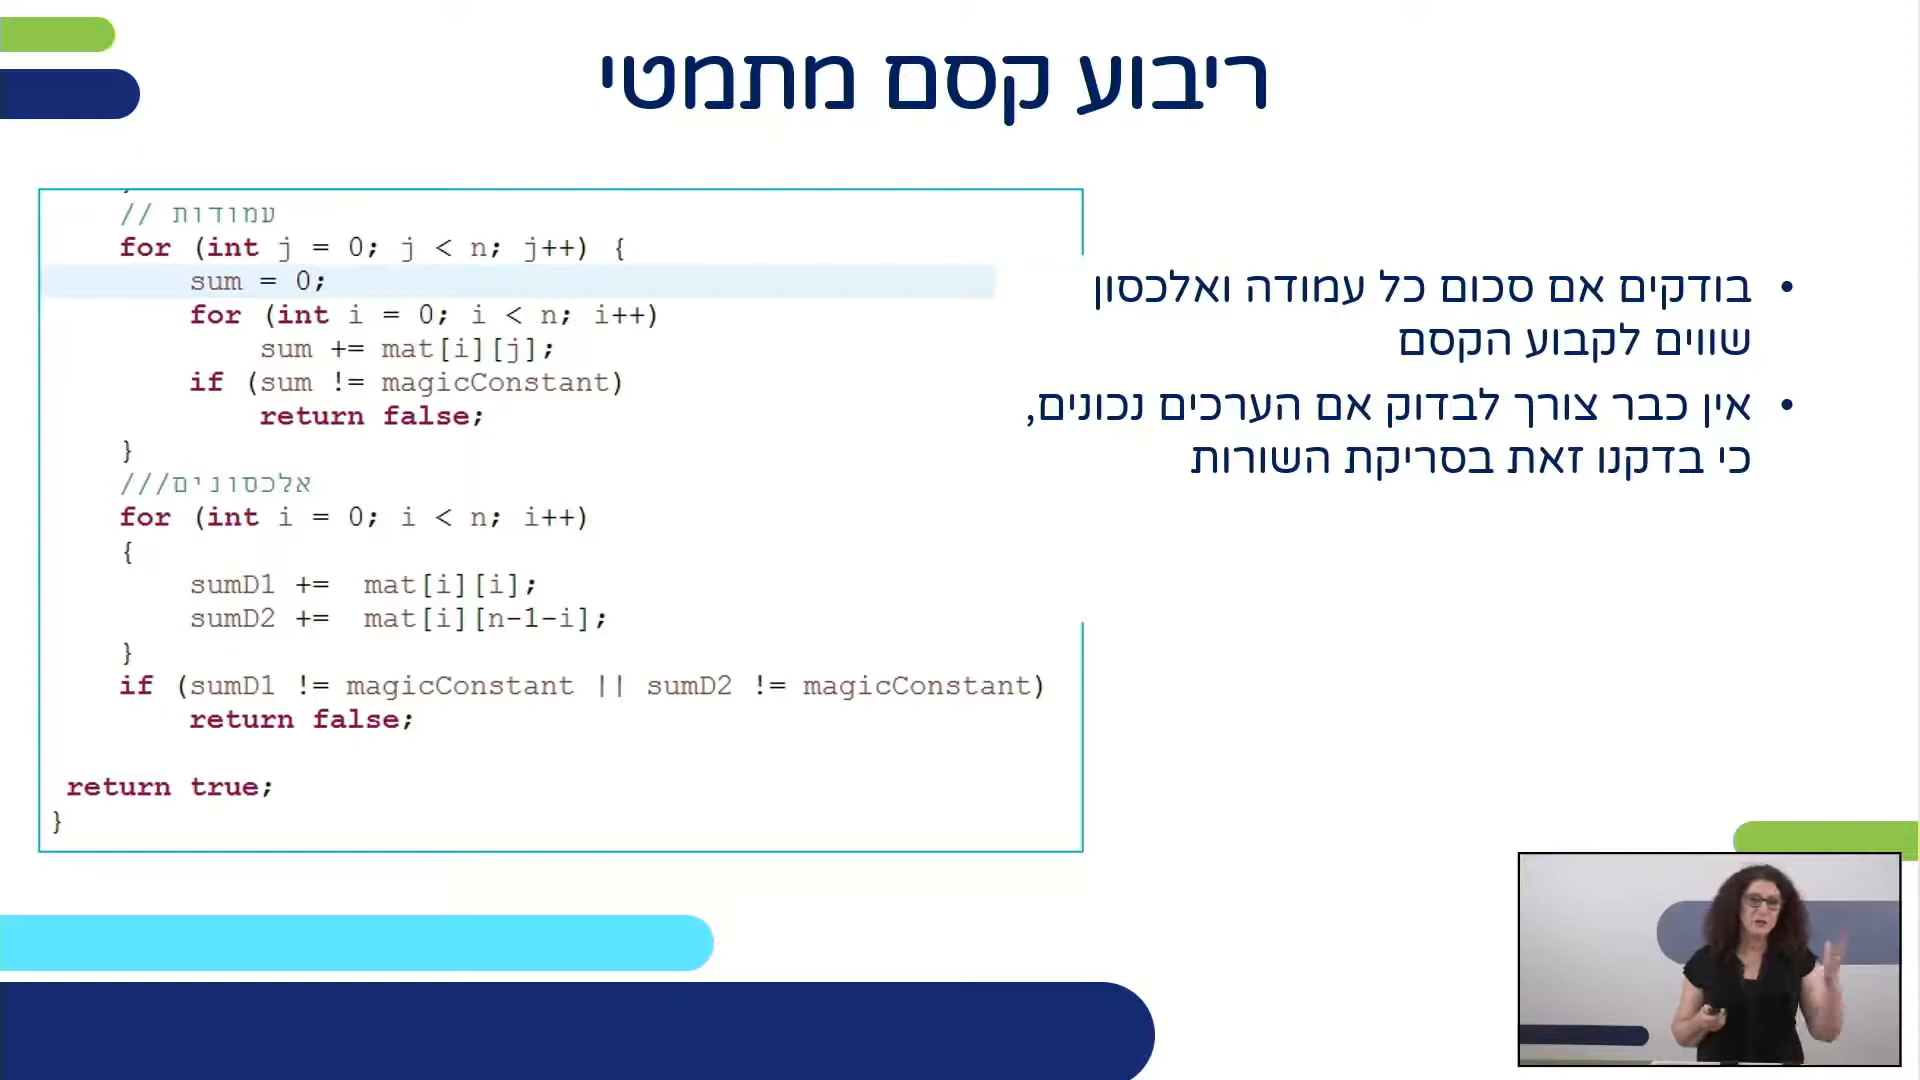 ריבוע קסם מתמטי
// עמודות
for (int j = 0; j < n; j++) {
sum = 0;
for (int i = 0; i < n; i++)
sum += mat[i][j];
if (sum != magicConstant)
return false;
}
///אלכסונים
for (int i = 0; i < n; i++)
{
sumD1 += mat[i][i];
sumD2 += mat[i][n-1-i];
}
if (sumD1 != magicConstant || sumD2 != magicConstant)
return false;
return true;
}
• בודקים אם סכום כל עמודה ואלכסון
שווים לקבוע הקסם
• אין כבר צורך לבדוק אם הערכים נכונים,
כי בדקנו זאת בסריקת השורות